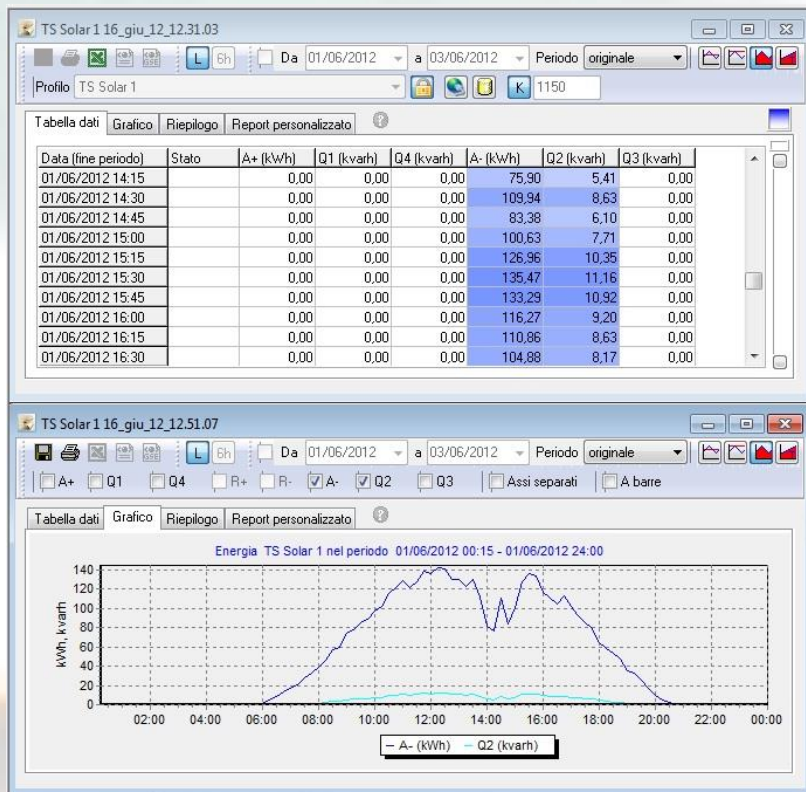 TS Solar 1 16_giu_12_12.31.03
L 6h Da 01/06/2012 a 03/06/2012 Periodo originale
Profilo TS Solar 1 K 1150
Tabella dati Grafico Riepilogo Report personalizzato ?
Data (fine periodo) Stato A+ (kWh) Q1 (kvarh) Q4 (kvarh) A- (kWh) Q2 (kvarh) Q3 (kvarh)
01/06/2012 14:15 0,00 0,00 0,00 75,90 5,41 0,00
01/06/2012 14:30 0,00 0,00 0,00 109,94 8,63 0,00
01/06/2012 14:45 0,00 0,00 0,00 83,38 6,10 0,00
01/06/2012 15:00 0,00 0,00 0,00 100,63 7,71 0,00
01/06/2012 15:15 0,00 0,00 0,00 126,96 10,35 0,00
01/06/2012 15:30 0,00 0,00 0,00 135,47 11,16 0,00
01/06/2012 15:45 0,00 0,00 0,00 133,29 10,92 0,00
01/06/2012 16:00 0,00 0,00 0,00 116,27 9,20 0,00
01/06/2012 16:15 0,00 0,00 0,00 110,86 8,63 0,00
01/06/2012 16:30 0,00 0,00 0,00 104,88 8,17 0,00
TS Solar 1 16_giu_12_12.51.07
L 6h Da 01/06/2012 a 03/06/2012 Periodo originale
A+ Q1 Q4 R+ R- A- Q2 Q3 Assi separati A barre
Tabella dati Grafico Riepilogo Report personalizzato ?
Energia TS Solar 1 nel periodo 01/06/2012 00:15 - 01/06/2012 24:00
kWh, kvarh
140
120
100
80
60
40
20
0
02:00 04:00 06:00 08:00 10:00 12:00 14:00 16:00 18:00 20:00 22:00 00:00
A- (kWh) Q2 (kvarh)